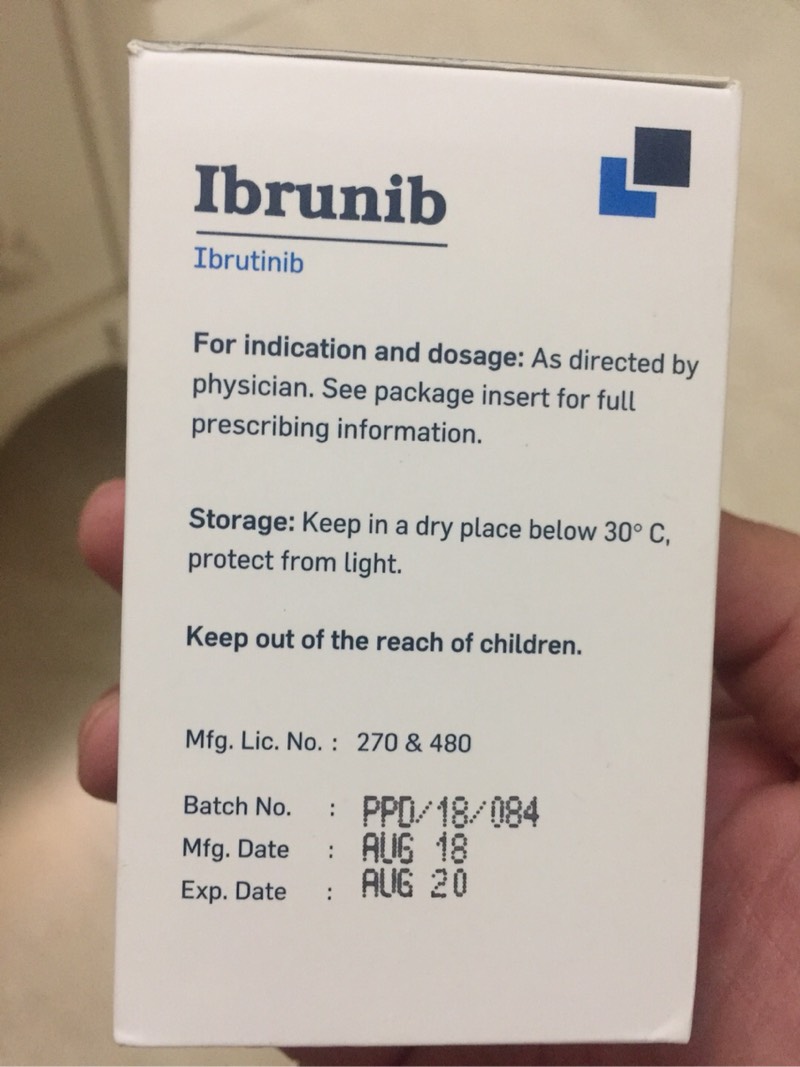 Ibrunib
Ibrutinib
For indication and dosage: As directed by
physician. See package insert for full
prescribing information.
Storage: Keep in a dry place below 30° C,
protect from light.
Keep out of the reach of children.
Mfg. Lic. No. : 270 & 480
Batch No. : PPD/18/084
Mfg. Date : AUG 18
Exp. Date : AUG 20